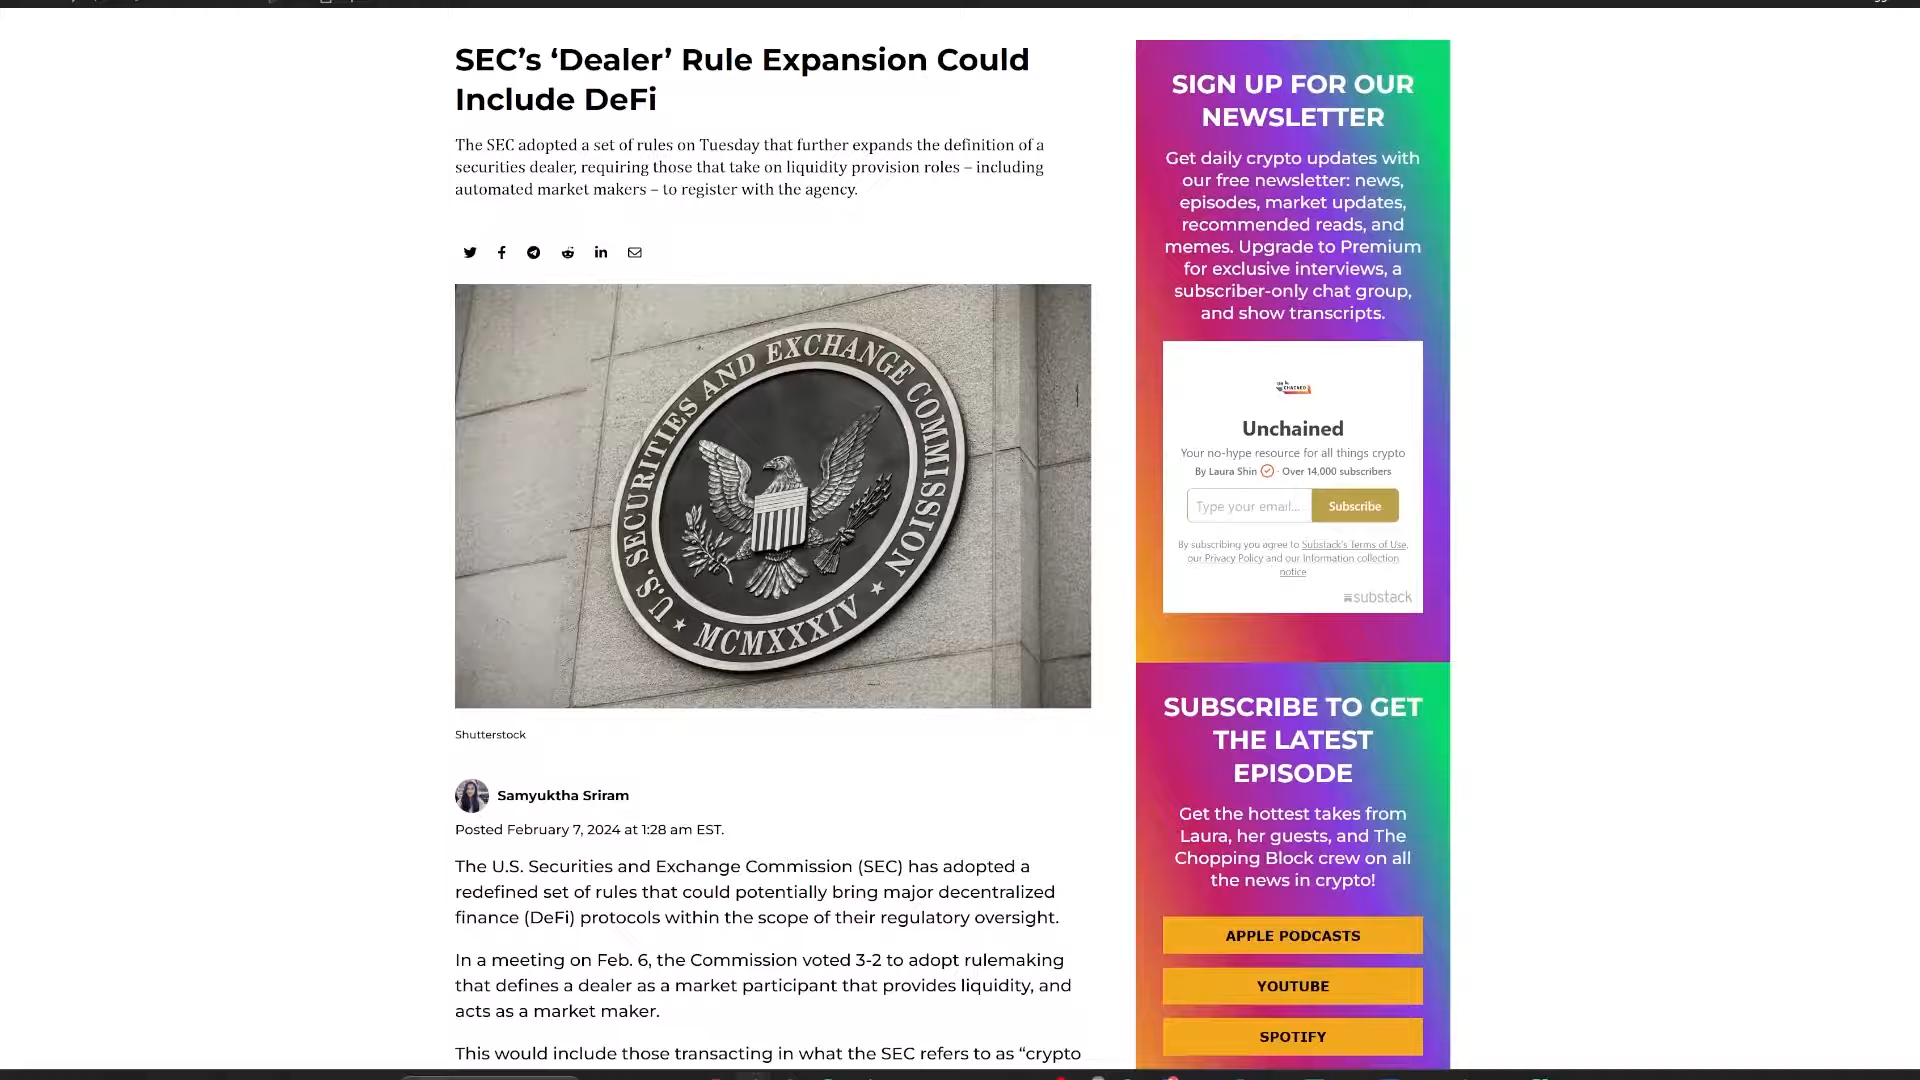 SEC’s ‘Dealer’ Rule Expansion Could
Include DeFi
The SEC adopted a set of rules on Tuesday that further expands the definition of a
securities dealer, requiring those that take on liquidity provision roles – including
automated market makers – to register with the agency.
U.S. SECURITIES AND EXCHANGE COMMISSION
MCMXXXIV
Shutterstock
Samyuktha Sriram
Posted February 7, 2024 at 1:28 am EST.
The U.S. Securities and Exchange Commission (SEC) has adopted a
redefined set of rules that could potentially bring major decentralized
finance (DeFi) protocols within the scope of their regulatory oversight.
In a meeting on Feb. 6, the Commission voted 3-2 to adopt rulemaking
that defines a dealer as a market participant that provides liquidity, and
acts as a market maker.
This would include those transacting in what the SEC refers to as “crypto
SIGN UP FOR OUR
NEWSLETTER
Get daily crypto updates with
our free newsletter: news,
episodes, market updates,
recommended reads, and
memes. Upgrade to Premium
for exclusive interviews, a
subscriber-only chat group,
and show transcripts.
Unchained
Your no-hype resource for all things crypto
By Laura Shin · Over 14,000 subscribers
Type your email...
Subscribe
By subscribing you agree to Substack's Terms of Use,
our Privacy Policy and our Information collection
notice
substack
SUBSCRIBE TO GET
THE LATEST
EPISODE
Get the hottest takes from
Laura, her guests, and The
Chopping Block crew on all
the news in crypto!
APPLE PODCASTS
YOUTUBE
SPOTIFY